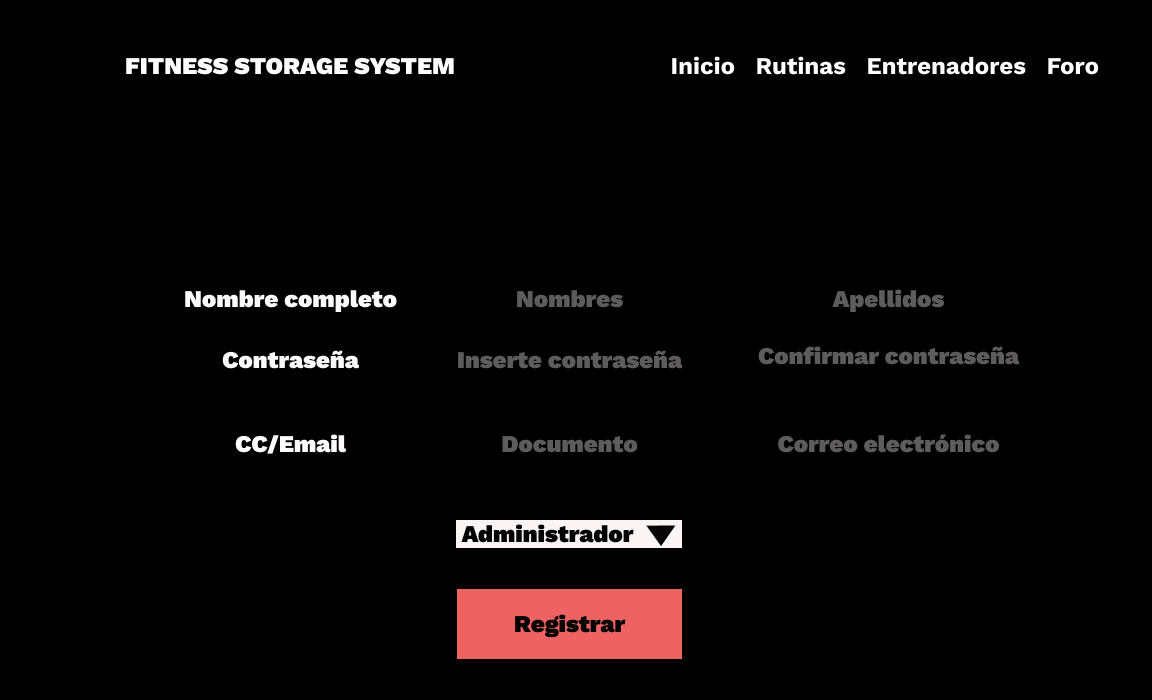 FITNESS STORAGE SYSTEM Inicio Rutinas Entrenadores Foro
Nombre completo Nombres Apellidos
Contraseña Inserte contraseña Confirmar contraseña
CC/Email Documento Correo electrónico
Administrador
Registrar